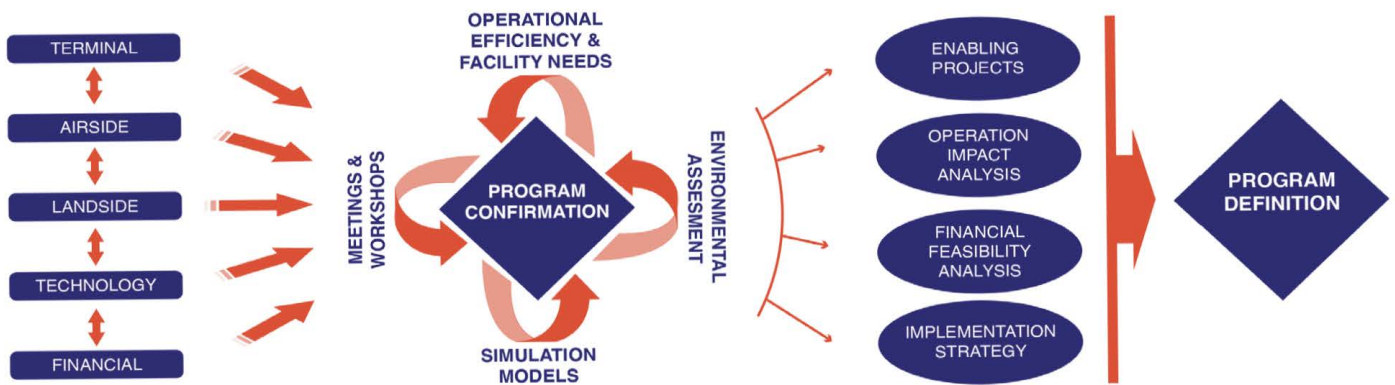 TERMINAL
AIRSIDE
LANDSIDE
TECHNOLOGY
FINANCIAL
MEETINGS &
WORKSHOPS
OPERATIONAL
EFFICIENCY &
FACILITY NEEDS
PROGRAM
CONFIRMATION
SIMULATION
MODELS
ENVIRONMENTAL
ASSESMENT
ENABLING
PROJECTS
OPERATION
IMPACT
ANALYSIS
FINANCIAL
FEASIBILITY
ANALYSIS
IMPLEMENTATION
STRATEGY
PROGRAM
DEFINITION